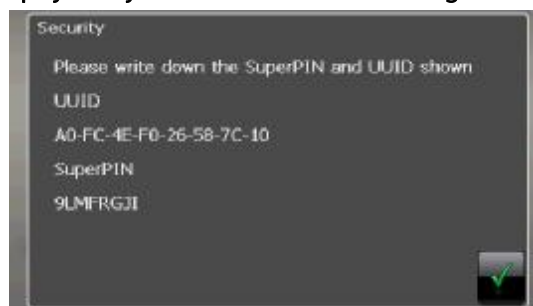 Security
Please write down the SuperPIN and UUID shown
UUID
A0-FC-4E-F0-26-58-7C-10
SuperPIN
9LMFRGJI